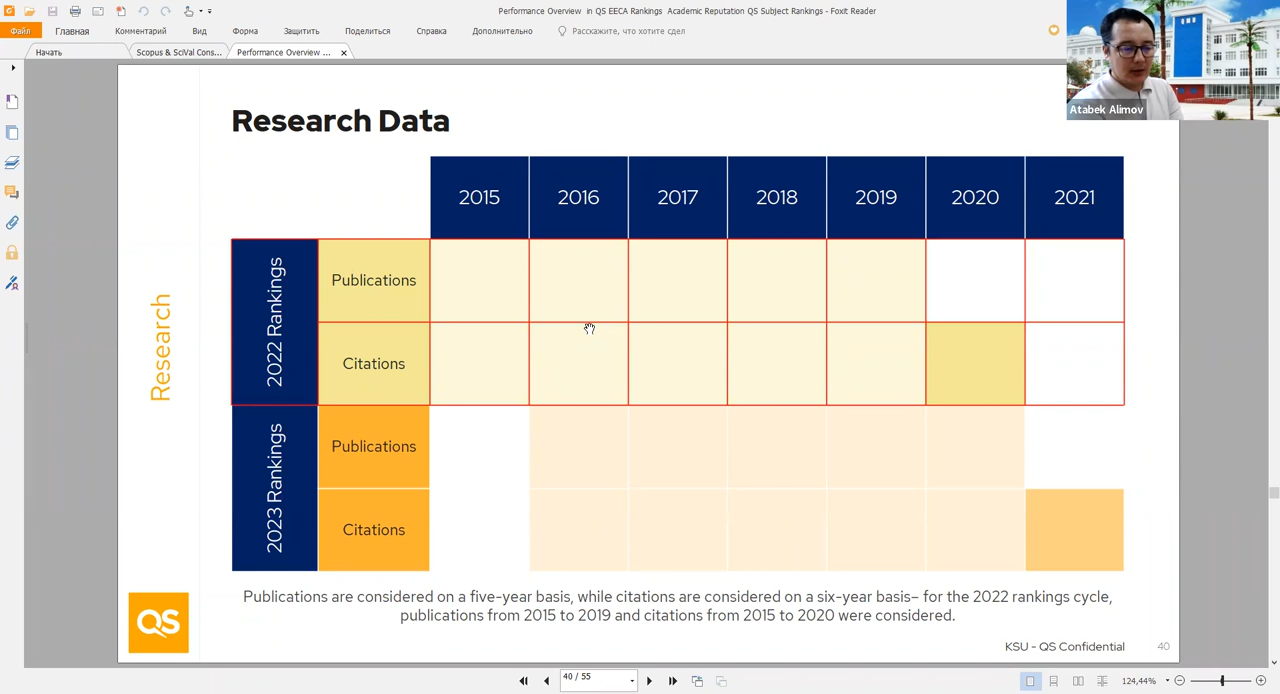 Performance Overview  in QS EECA Rankings  Academic Reputation QS Subject Rankings - Foxit Reader
Файл
Главная
Комментарий
Вид
Форма
Защитить
Поделиться
Справка
Дополнительно
Расскажите, что хотите сдел
Начать
Scopus & SciVal Cons...
Performance Overview ...
Atabek Alimov
Research Data
2015 2016 2017 2018 2019 2020 2021
Research
2022 Rankings
Publications
Citations
2023 Rankings
Publications
Citations
Publications are considered on a five-year basis, while citations are considered on a six-year basis– for the 2022 rankings cycle,
publications from 2015 to 2019 and citations from 2015 to 2020 were considered.
QS
KSU - QS Confidential
40
40 / 55
124,44%